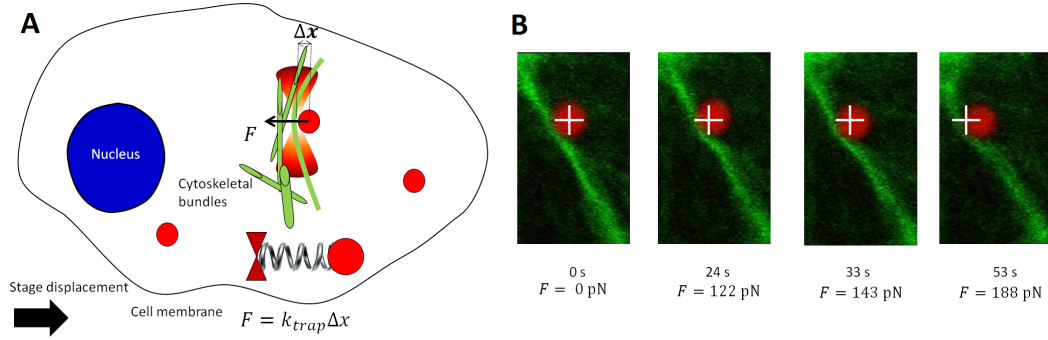 A
Δx
F
Nucleus
Cytoskeletal
bundles
Stage displacement
Cell membrane
F = k_trap Δx
B
0 s
F = 0 pN
24 s
F = 122 pN
33 s
F = 143 pN
53 s
F = 188 pN